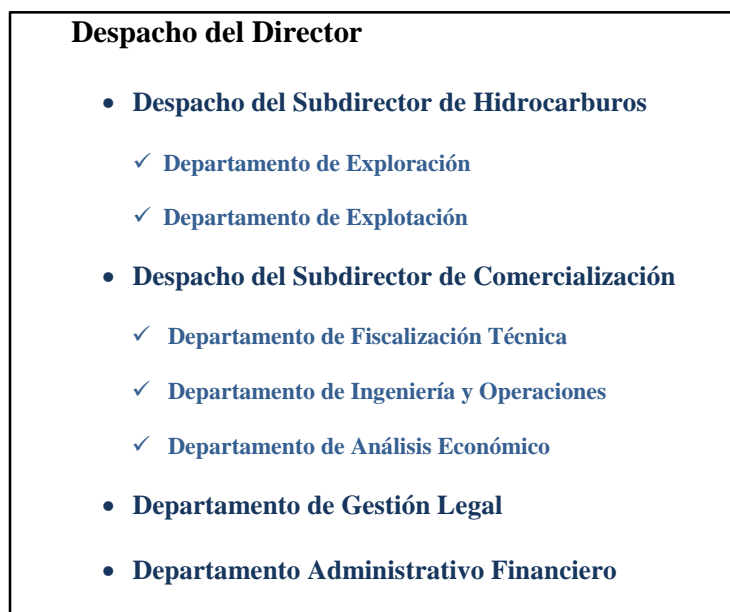 Despacho del Director
• Despacho del Subdirector de Hidrocarburos
✓ Departamento de Exploración
✓ Departamento de Explotación
• Despacho del Subdirector de Comercialización
✓ Departamento de Fiscalización Técnica
✓ Departamento de Ingeniería y Operaciones
✓ Departamento de Análisis Económico
• Departamento de Gestión Legal
• Departamento Administrativo Financiero